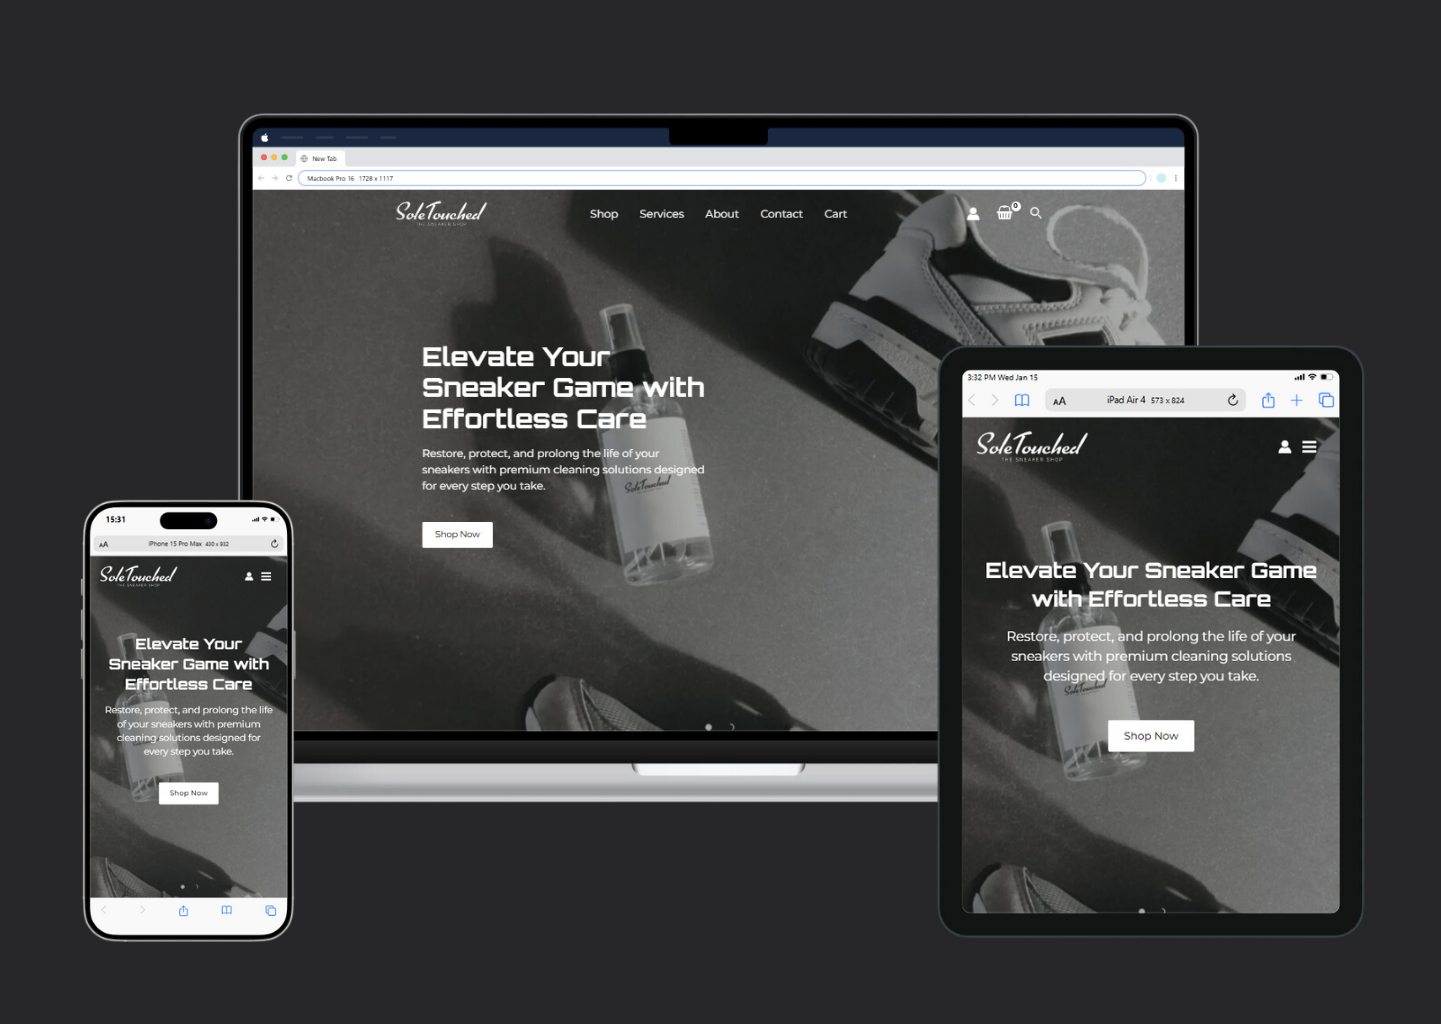 New Tab
Macbook Pro 16 1728 x 1117
SoleTouched
THE SNEAKER SHOP
Shop Services About Contact Cart
0
Elevate Your
Sneaker Game with
Effortless Care
Restore, protect, and prolong the life of your
sneakers with premium cleaning solutions designed
for every step you take.
SoleTouched
Shop Now
3:32 PM Wed Jan 15
AA iPad Air 4 573 x 824
SoleTouched
THE SNEAKER SHOP
Elevate Your Sneaker Game
with Effortless Care
Restore, protect, and prolong the life of your
sneakers with premium cleaning solutions
designed for every step you take.
SoleTouched
Shop Now
15:31
AA iPhone 15 Pro Max 430 x 932
SoleTouched
THE SNEAKER SHOP
Elevate Your
Sneaker Game with
Effortless Care
Restore, protect, and prolong the life
of your sneakers with premium
cleaning solutions designed for
every step you take.
Shop Now